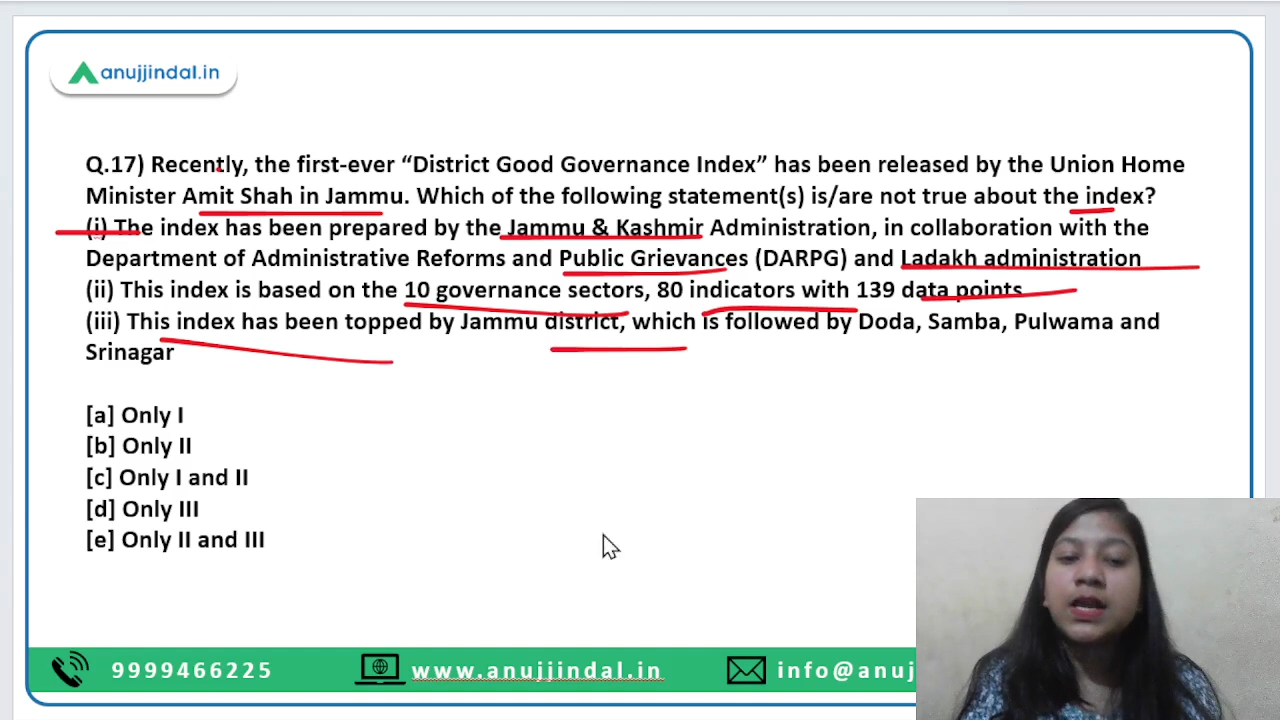 anujjindal.in
Q.17) Recently, the first-ever “District Good Governance Index” has been released by the Union Home
Minister Amit Shah in Jammu. Which of the following statement(s) is/are not true about the index?
(i) The index has been prepared by the Jammu & Kashmir Administration, in collaboration with the
Department of Administrative Reforms and Public Grievances (DARPG) and Ladakh administration
(ii) This index is based on the 10 governance sectors, 80 indicators with 139 data points
(iii) This index has been topped by Jammu district, which is followed by Doda, Samba, Pulwama and
Srinagar
[a] Only I
[b] Only II
[c] Only I and II
[d] Only III
[e] Only II and III
9999466225 www.anujjindal.in info@anuj